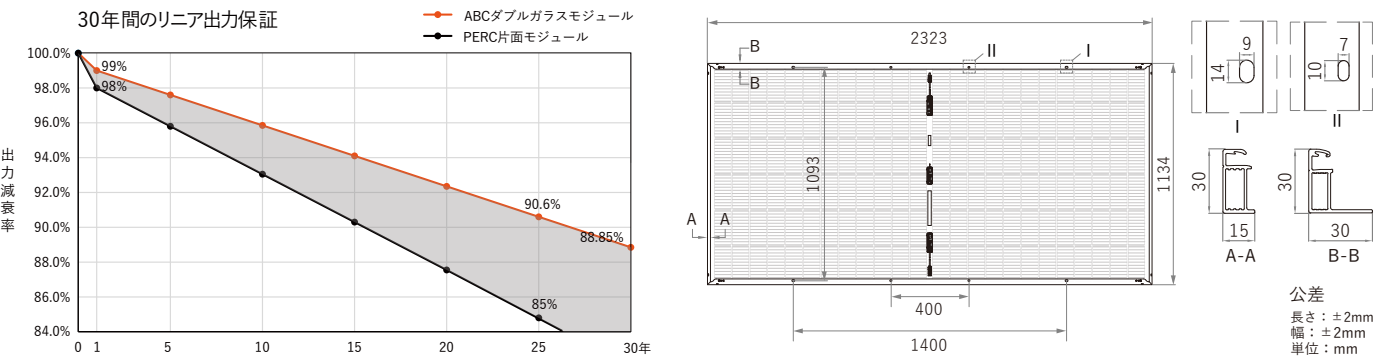 30年間のリニア出力保証
ABCダブルガラスモジュール
PERC片面モジュール
100.0%
98.0%
96.0%
94.0%
92.0%
90.0%
88.0%
86.0%
84.0%
出力減衰率
99%
98%
90.6%
88.85%
85%
0 1 5 10 15 20 25 30年
2323
B
B
II
I
1093
1134
A A
400
1400
9
14
I
7
10
II
30
15
A-A
30
30
B-B
公差
長さ：±2mm
幅：±2mm
単位：mm